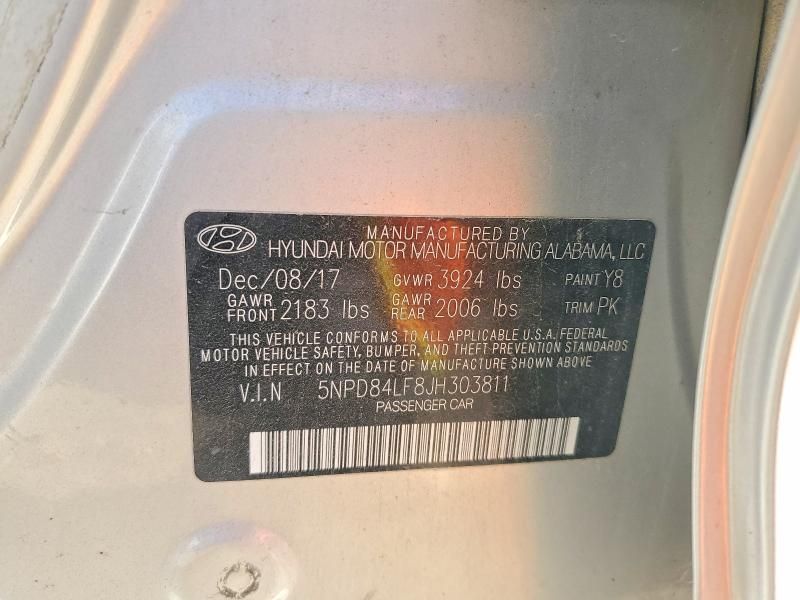 MANUFACTURED BY
HYUNDAI MOTOR MANUFACTURING ALABAMA, LLC
Dec/08/17 GVWR 3924 lbs PAINT Y8
GAWR FRONT 2183 lbs GAWR REAR 2006 lbs TRIM PK
THIS VEHICLE CONFORMS TO ALL APPLICABLE U.S.A. FEDERAL
MOTOR VEHICLE SAFETY, BUMPER, AND THEFT PREVENTION STANDARDS
IN EFFECT ON THE DATE OF MANUFACTURE SHOWN ABOVE
V.I.N 5NPD84LF8JH303811
PASSENGER CAR